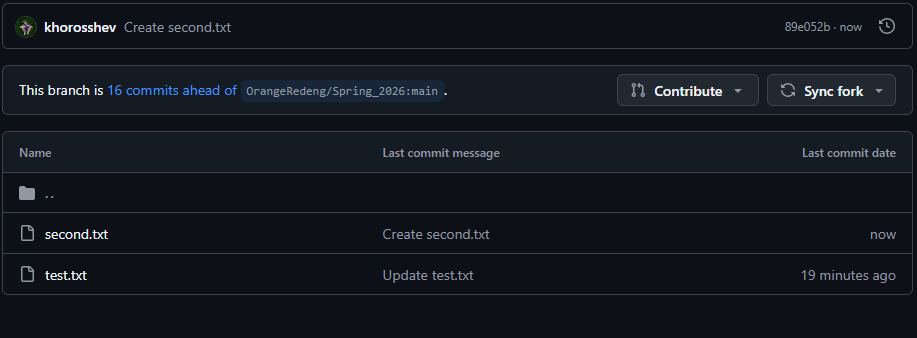 khorosshev Create second.txt 89e052b · now
This branch is 16 commits ahead of OrangeRedeng/Spring_2026:main.
Contribute
Sync fork
Name Last commit message Last commit date
..
second.txt Create second.txt now
test.txt Update test.txt 19 minutes ago